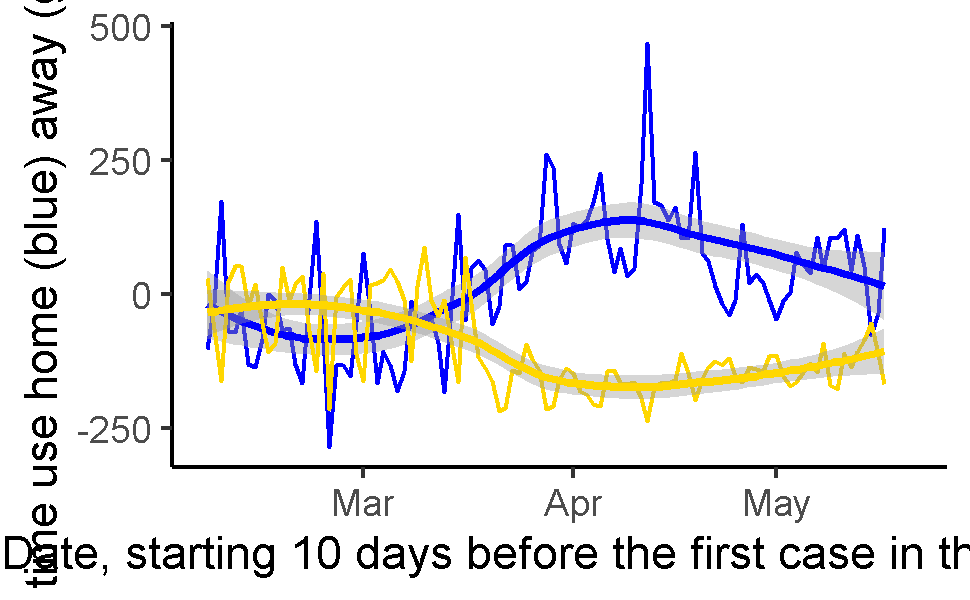 time use home (blue) away (
500
250
0
-250
Mar Apr May
Date, starting 10 days before the first case in th